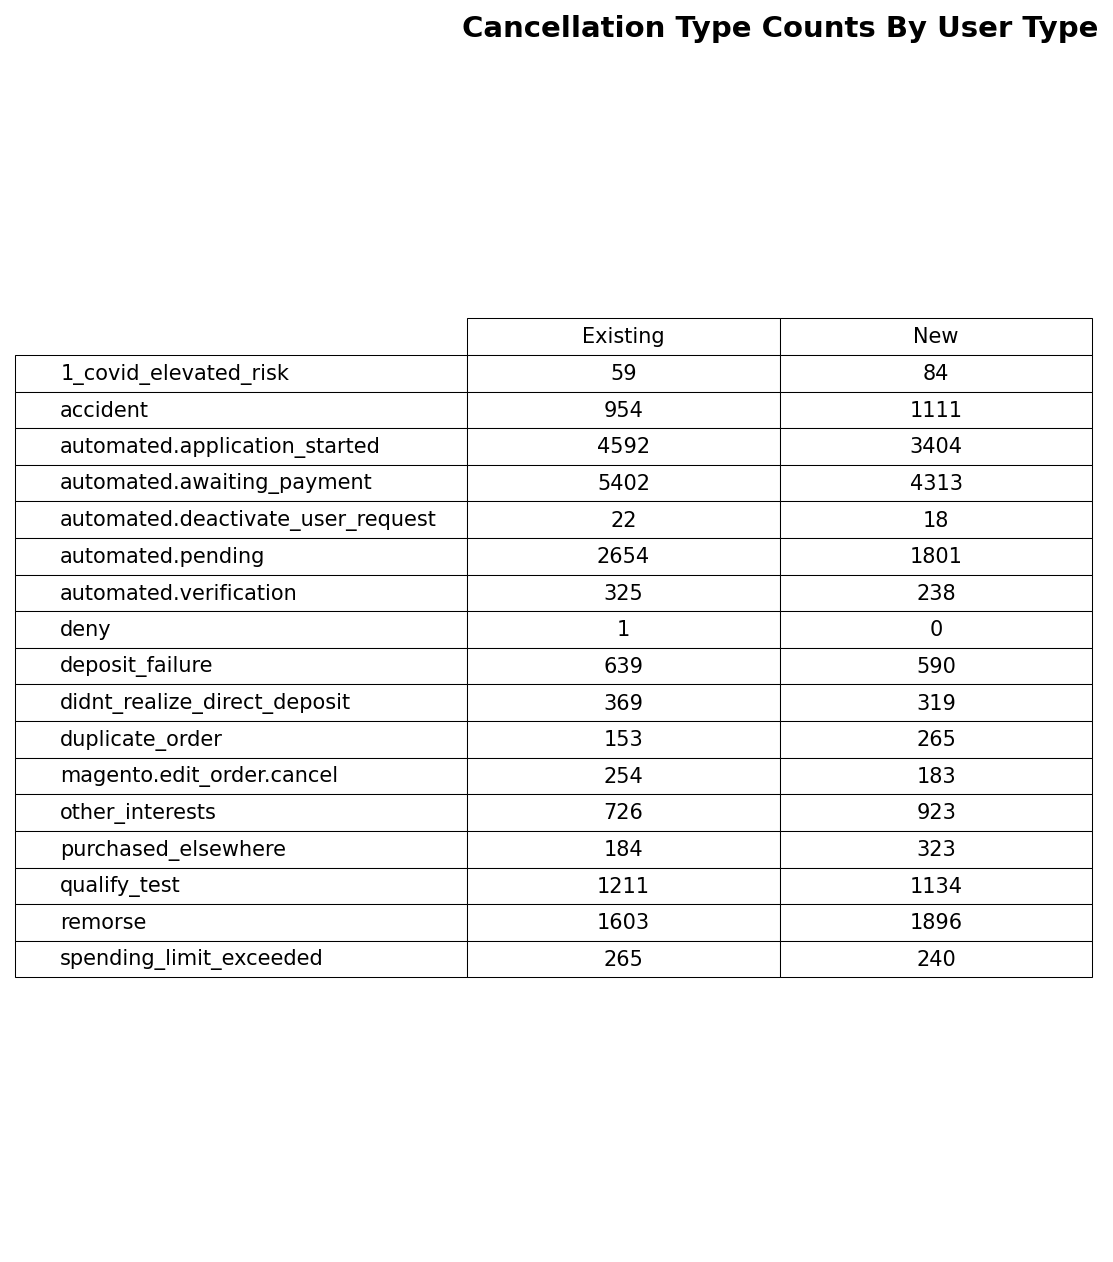 Cancellation Type Counts By User Type
Existing New
1_covid_elevated_risk 59 84
accident 954 1111
automated.application_started 4592 3404
automated.awaiting_payment 5402 4313
automated.deactivate_user_request 22 18
automated.pending 2654 1801
automated.verification 325 238
deny 1 0
deposit_failure 639 590
didnt_realize_direct_deposit 369 319
duplicate_order 153 265
magento.edit_order.cancel 254 183
other_interests 726 923
purchased_elsewhere 184 323
qualify_test 1211 1134
remorse 1603 1896
spending_limit_exceeded 265 240